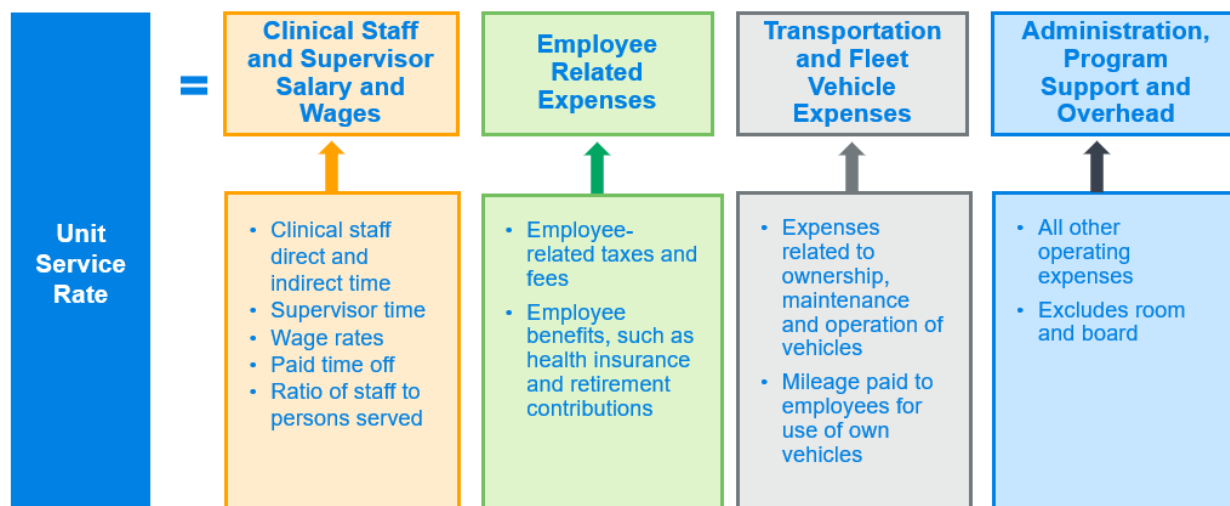 Unit
Service
Rate
=
Clinical Staff
and Supervisor
Salary and
Wages
• Clinical staff
direct and
indirect time
• Supervisor time
• Wage rates
• Paid time off
• Ratio of staff to
persons served
Employee
Related
Expenses
• Employee-
related taxes and
fees
• Employee
benefits, such as
health insurance
and retirement
contributions
Transportation
and Fleet
Vehicle
Expenses
• Expenses
related to
ownership,
maintenance
and operation of
vehicles
• Mileage paid to
employees for
use of own
vehicles
Administration,
Program
Support and
Overhead
• All other
operating
expenses
• Excludes room
and board